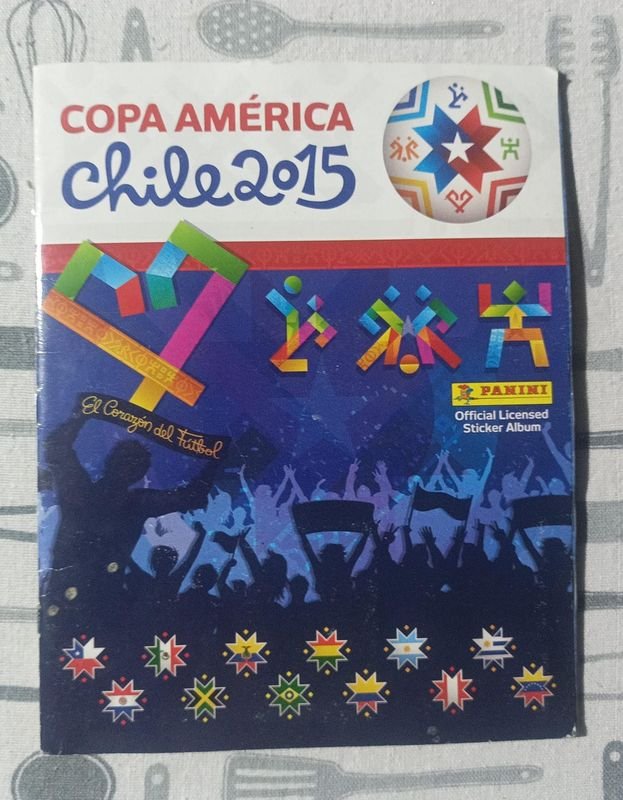 COPA AMÉRICA
chile2015
El Corazón del Fútbol
PANINI
Official Licensed
Sticker Album